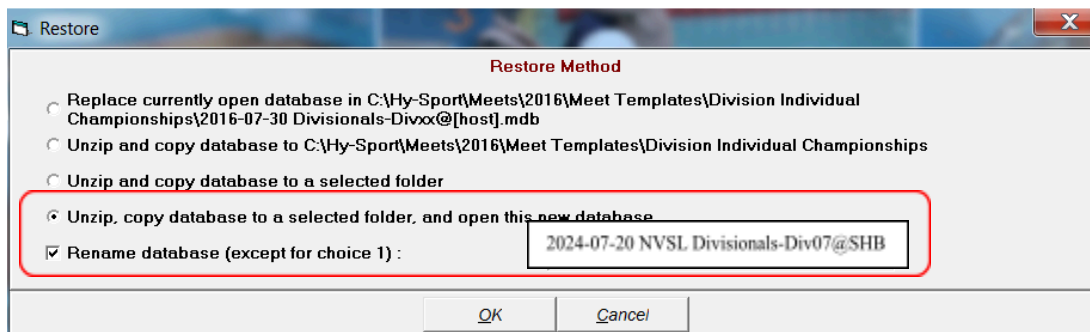 Restore
Restore Method
Replace currently open database in C:\Hy-Sport\Meets\2016\Meet Templates\Division Individual
Championships\2016-07-30 Divisionals-Divxx@[host].mdb
Unzip and copy database to C:\Hy-Sport\Meets\2016\Meet Templates\Division Individual Championships
Unzip and copy database to a selected folder
Unzip, copy database to a selected folder, and open this new database
Rename database (except for choice 1) :
2024-07-20 NVSL Divisionals-Div07@SHB
OK Cancel